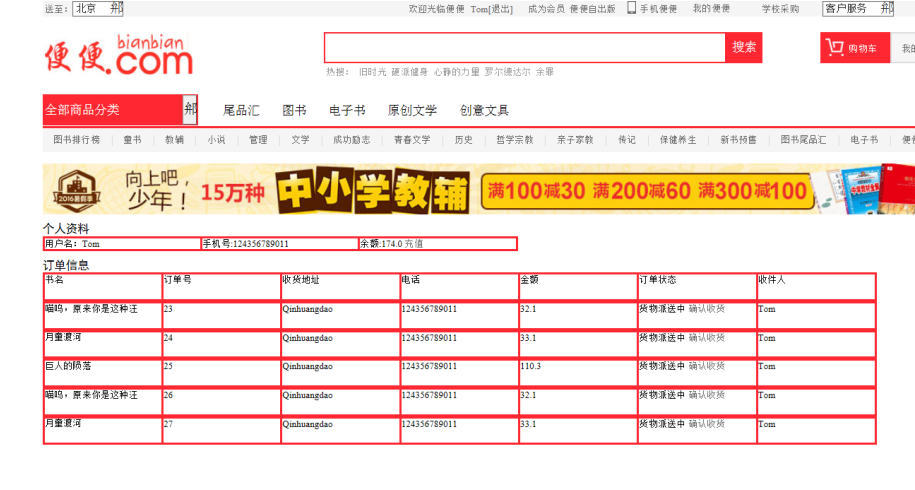 送至： 北京 欢迎光临便便 Tom[退出] 成为会员 便便自出版 手机便便 我的便便 学校采购 客户服务
便便 bianbian .com 搜索 购物车 我的
热搜： 旧时光 硬派健身 心静的力量 罗尔德达尔 余罪
全部商品分类 尾品汇 图书 电子书 原创文学 创意文具
图书排行榜 童书 教辅 小说 管理 文学 成功励志 青春文学 历史 哲学宗教 亲子家教 传记 保健养生 新书预售 图书尾品汇 电子书 便
2016暑假季 向上吧，少年！ 15万种 中小学教辅 满100减30 满200减60 满300减100
个人资料
用户名：Tom 手机号:124356789011 余额:174.0 充值
订单信息
书名 订单号 收货地址 电话 金额 订单状态 收件人
喵呜，原来你是这种汪 23 Qinhuangdao 124356789011 32.1 货物派送中 确认收货 Tom
月童渡河 24 Qinhuangdao 124356789011 33.1 货物派送中 确认收货 Tom
巨人的陨落 25 Qinhuangdao 124356789011 110.3 货物派送中 确认收货 Tom
喵呜，原来你是这种汪 26 Qinhuangdao 124356789011 32.1 货物派送中 确认收货 Tom
月童渡河 27 Qinhuangdao 124356789011 33.1 货物派送中 确认收货 Tom